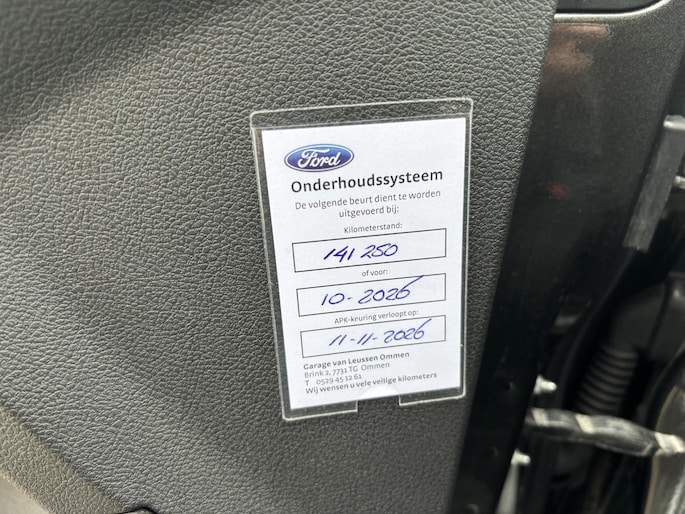 Ford
Onderhoudssysteem
De volgende beurt dient te worden
uitgevoerd bij:
Kilometerstand:
141 250
of voor:
10-2026
APK-keuring verloopt op:
11-11-2026
Garage van Leussen Ommen
Brink 2, 7731 TG Ommen
T 0529 45 12 61
Wij wensen u vele veilige kilometers